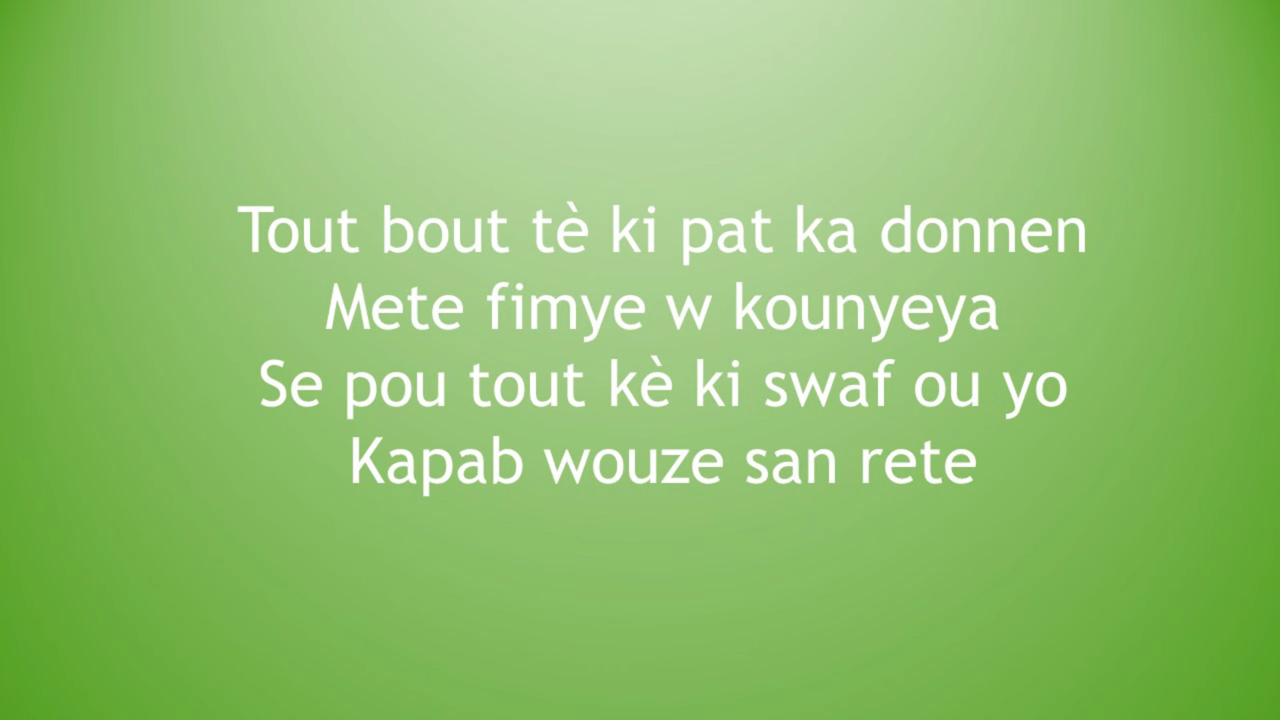 Tout bout tè ki pat ka donnen
Mete fimye w kounyeya
Se pou tout kè ki swaf ou yo
Kapab wouze san rete